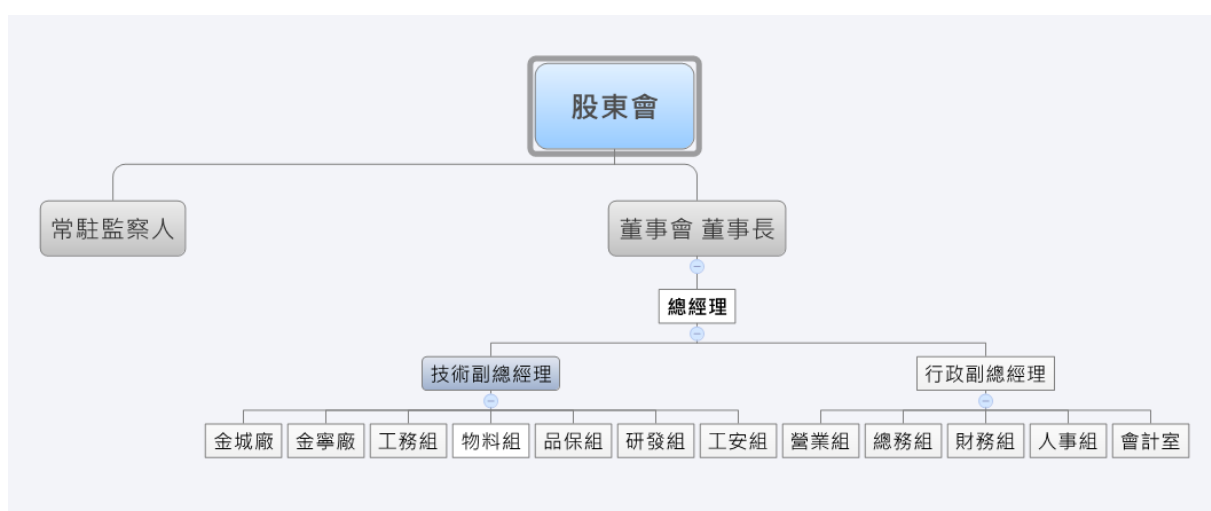 股東會
常駐監察人
董事會 董事長
總經理
技術副總經理
行政副總經理
金城廠
金寧廠
工務組
物料組
品保組
研發組
工安組
營業組
總務組
財務組
人事組
會計室